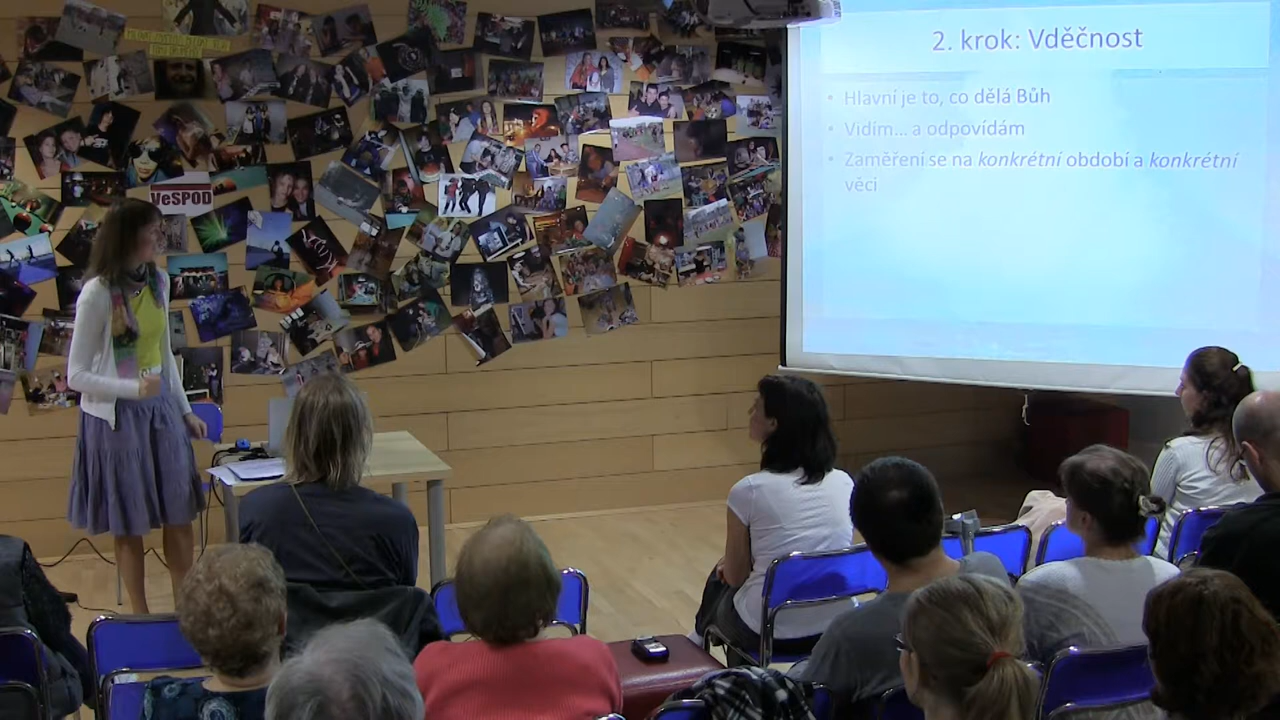 2. krok: Vděčnost
• Hlavní je to, co dělá Bůh
• Vidím... a odpovídám
• Zaměření se na konkrétní období a konkrétní
věci
VeSPOD